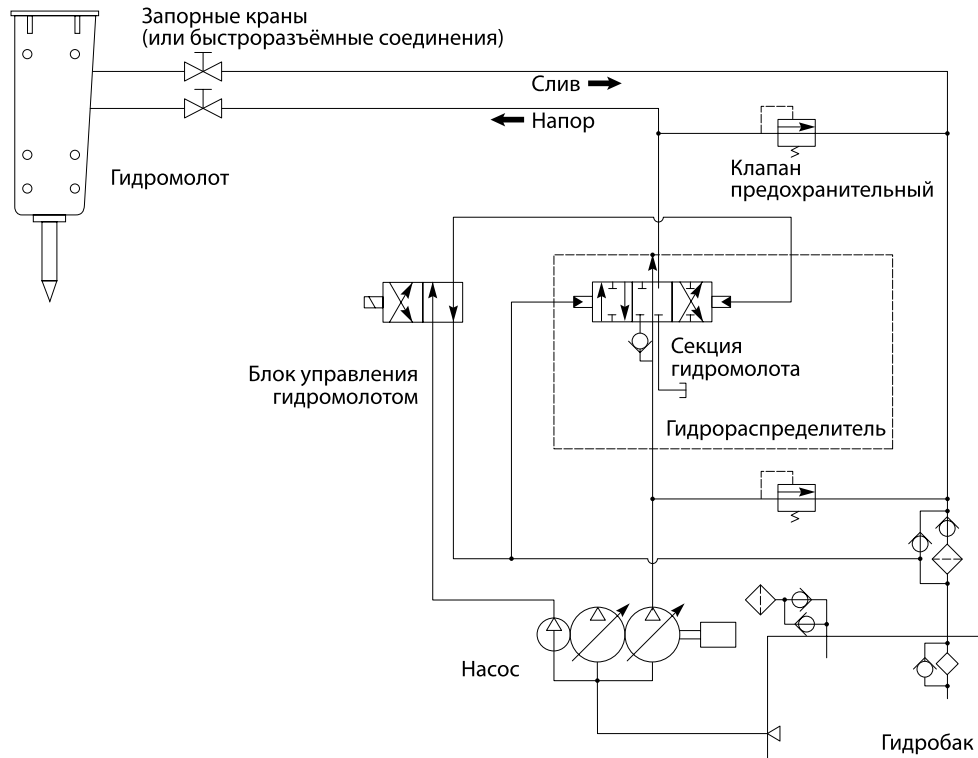 Запорные краны
(или быстроразъёмные соединения)
Слив
Напор
Клапан
предохранительный
Гидромолот
Секция
гидромолота
Блок управления
гидромолотом
Гидрораспределитель
Насос
Гидробак